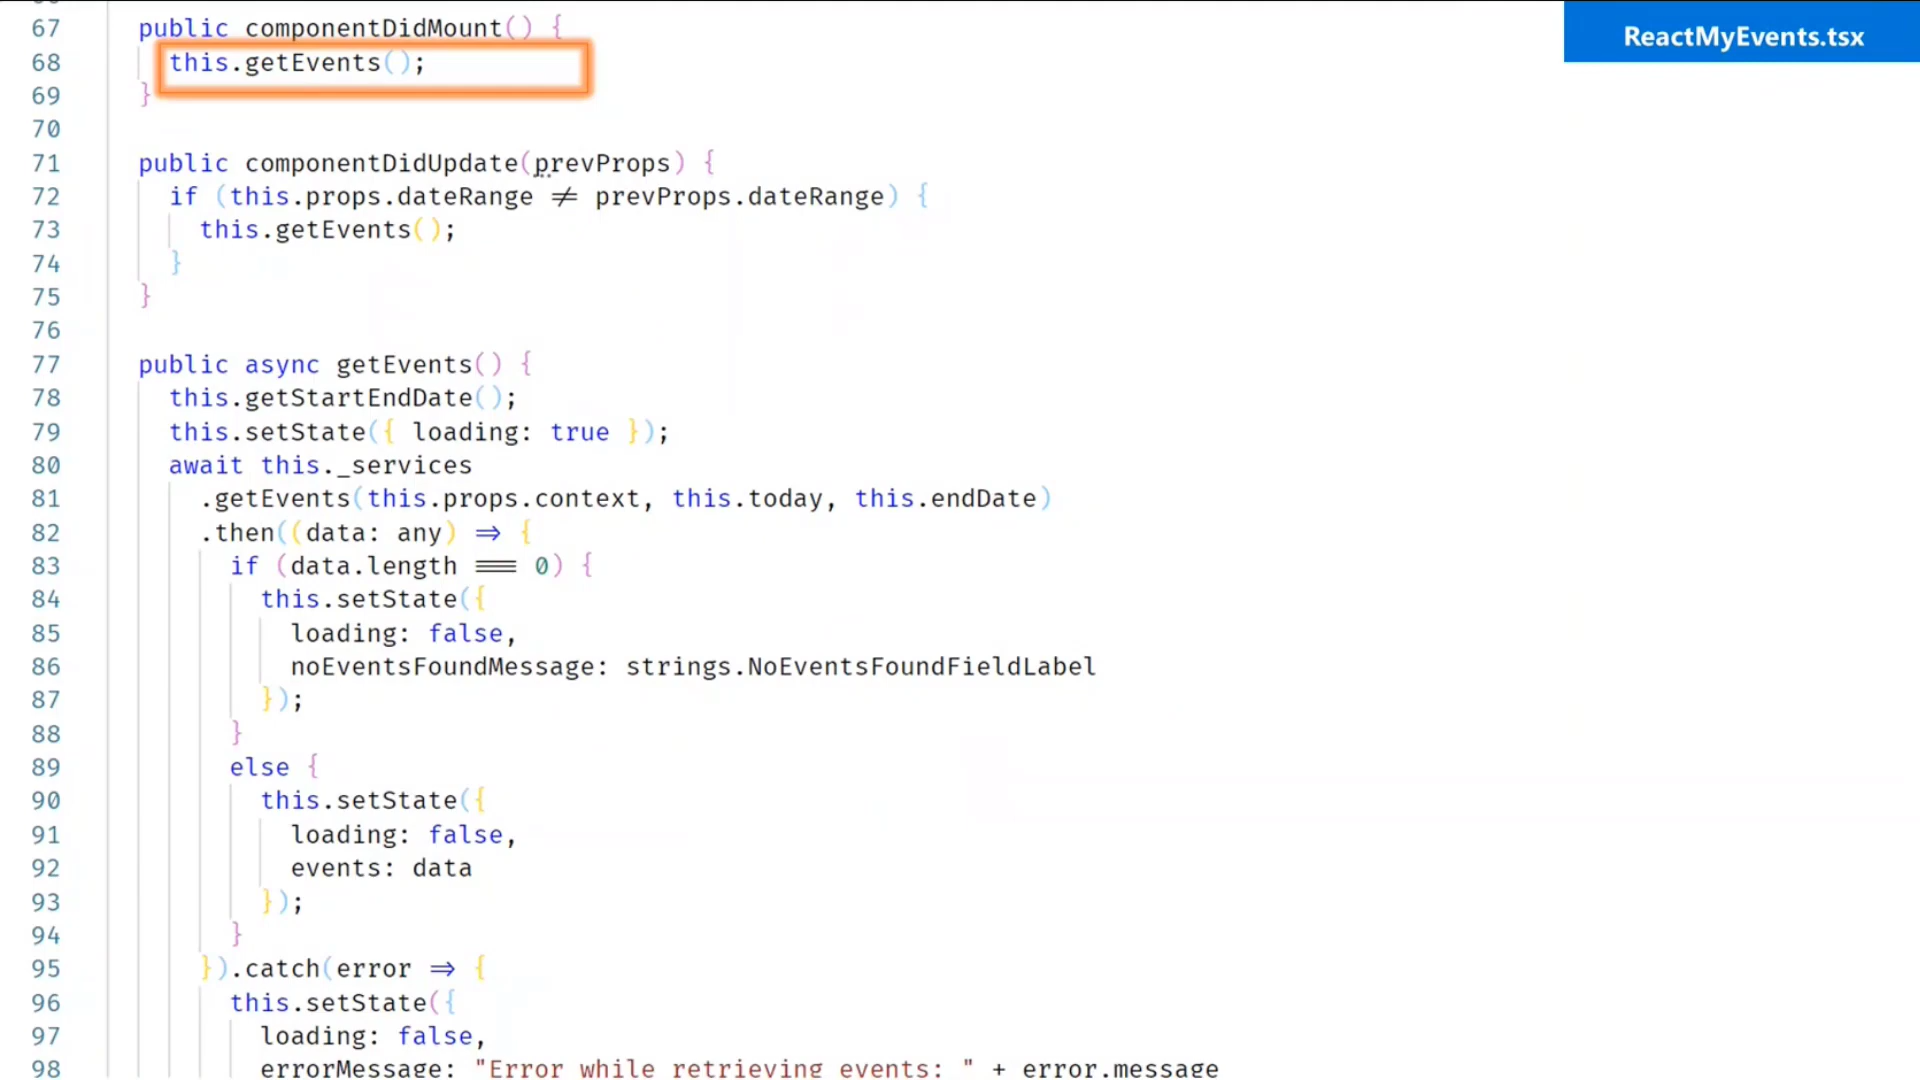 67 public componentDidMount() {
ReactMyEvents.tsx
68 this.getEvents();
69 }
70
71 public componentDidUpdate(prevProps) {
72 if (this.props.dateRange ≠ prevProps.dateRange) {
73 this.getEvents();
74 }
75 }
76
77 public async getEvents() {
78 this.getStartEndDate();
79 this.setState({ loading: true });
80 await this._services
81 .getEvents(this.props.context, this.today, this.endDate)
82 .then((data: any) ⇒ {
83 if (data.length ≡ 0) {
84 this.setState({
85 loading: false,
86 noEventsFoundMessage: strings.NoEventsFoundFieldLabel
87 });
88 }
89 else {
90 this.setState({
91 loading: false,
92 events: data
93 });
94 }
95 }).catch(error ⇒ {
96 this.setState({
97 loading: false,
98 errorMessage: "Error while retrieving events: " + error.message